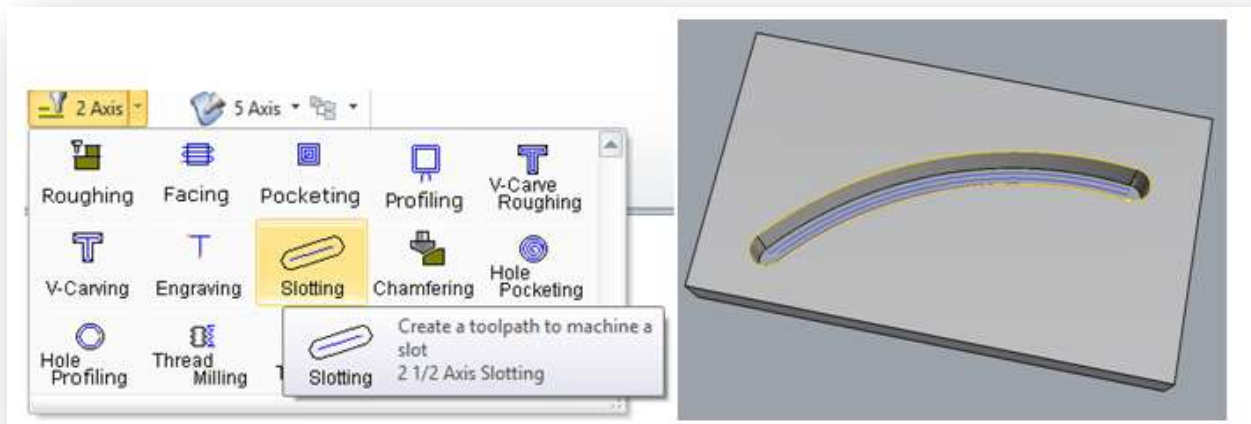 2 Axis
5 Axis
Roughing
Facing
Pocketing
Profiling
V-Carve
Roughing
V-Carving
Engraving
Slotting
Chamfering
Hole
Pocketing
Hole
Profiling
Thread
Milling
Slotting
Create a toolpath to machine a
slot
2 1/2 Axis Slotting